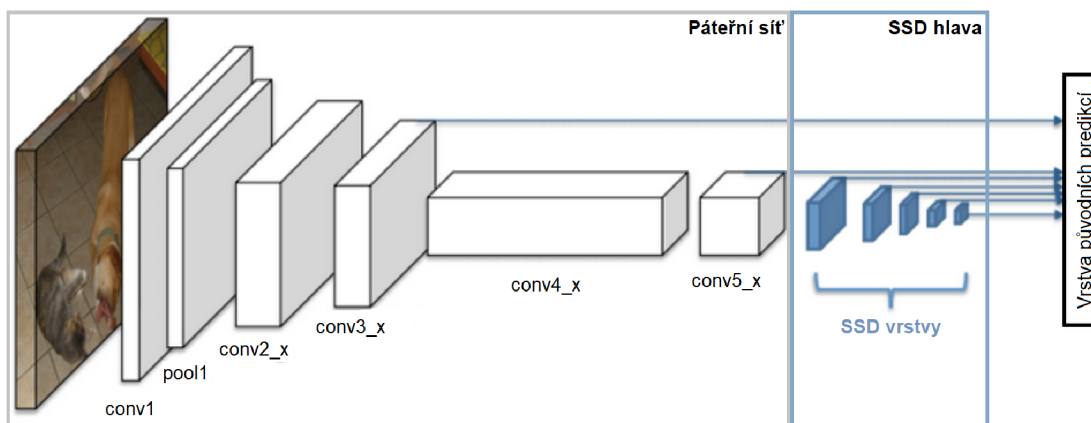 Páteřní síť
SSD hlava
conv1
pool1
conv2_x
conv3_x
conv4_x
conv5_x
SSD vrstvy
Vrstva původních predikcí